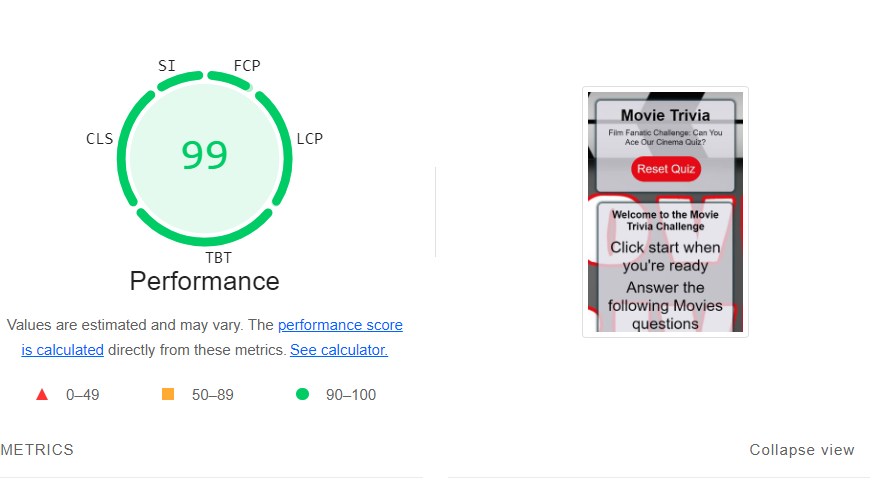 SI
FCP
CLS
99
LCP
TBT
Performance
Values are estimated and may vary. The performance score
is calculated directly from these metrics. See calculator.
0–49
50–89
90–100
Movie Trivia
Film Fanatic Challenge: Can You
Ace Our Cinema Quiz?
Reset Quiz
Welcome to the Movie
Trivia Challenge
Click start when
you're ready
Answer the
following Movies
questions
METRICS
Collapse view